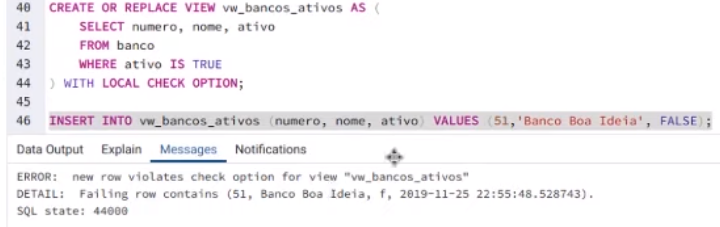 40 CREATE OR REPLACE VIEW vw_bancos_ativos AS (
41 SELECT numero, nome, ativo
42 FROM banco
43 WHERE ativo IS TRUE
44 ) WITH LOCAL CHECK OPTION;
45
46 INSERT INTO vw_bancos_ativos (numero, nome, ativo) VALUES (51,'Banco Boa Ideia', FALSE);
Data Output Explain Messages Notifications
ERROR: new row violates check option for view "vw_bancos_ativos"
DETAIL: Failing row contains (51, Banco Boa Ideia, f, 2019-11-25 22:55:48.528743).
SQL state: 44000